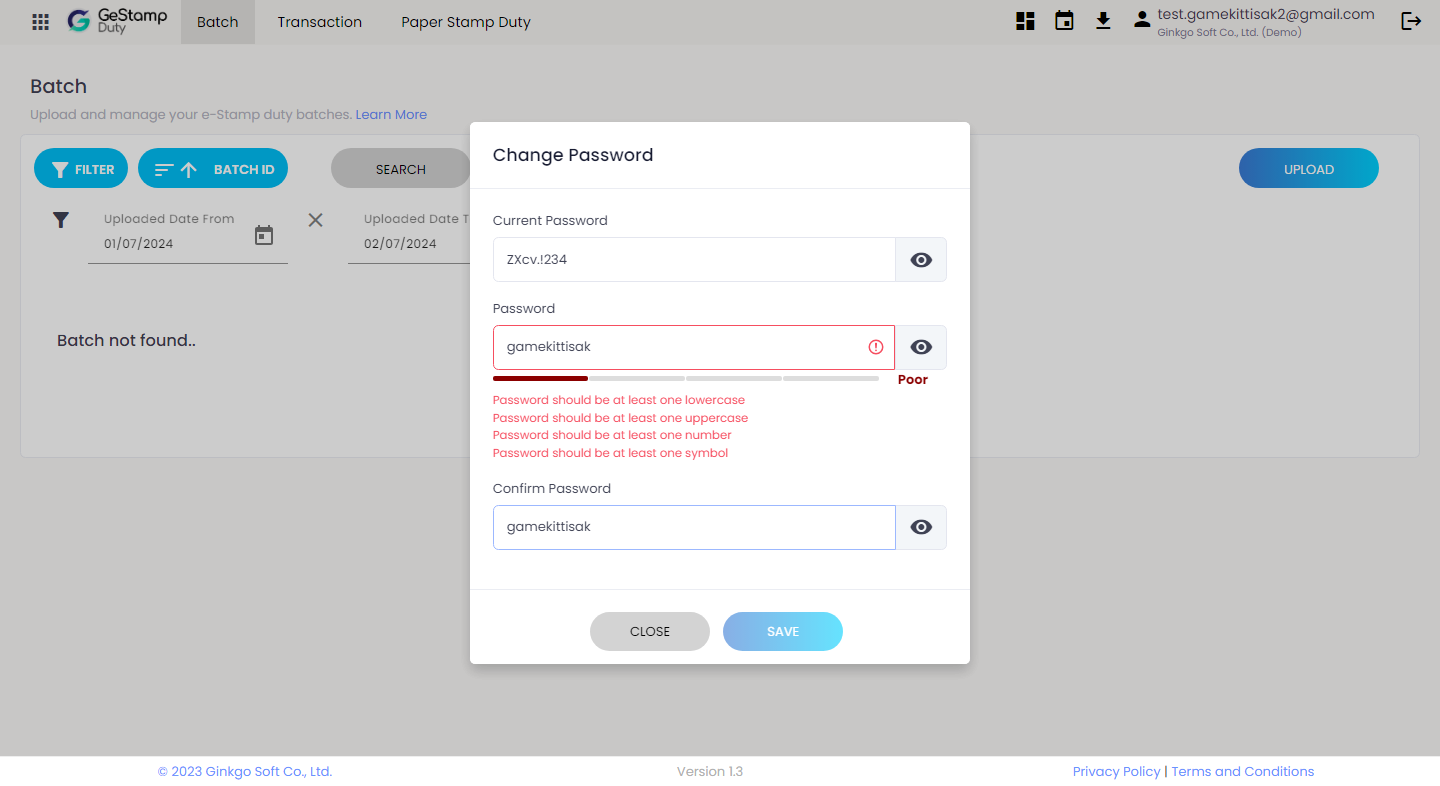 GeStamp
Duty
Batch
Transaction
Paper Stamp Duty
test.gamekittisak2@gmail.com
Ginkgo Soft Co., Ltd. (Demo)
Batch
Upload and manage your e-Stamp duty batches. Learn More
FILTER
BATCH ID
SEARCH
UPLOAD
Uploaded Date From
01/07/2024
Uploaded Date T
02/07/2024
Batch not found..
Change Password
Current Password
ZXcv.!234
Password
gamekittisak
Poor
Password should be at least one lowercase
Password should be at least one uppercase
Password should be at least one number
Password should be at least one symbol
Confirm Password
gamekittisak
CLOSE
SAVE
© 2023 Ginkgo Soft Co., Ltd.
Version 1.3
Privacy Policy | Terms and Conditions